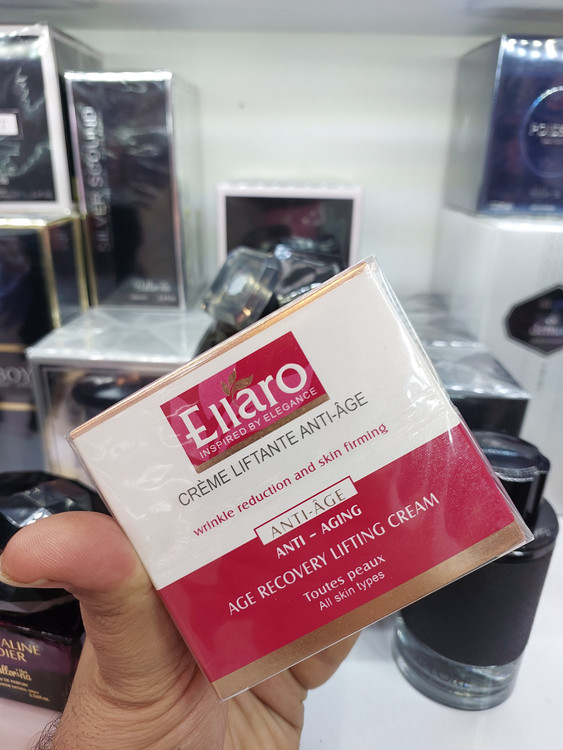 Ellaro
INSPIRED BY ELEGANCE
CRÈME LIFTANTE ANTI-ÂGE
wrinkle reduction and skin firming
ANTI-ÂGE
ANTI – AGING
AGE RECOVERY LIFTING CREAM
Toutes peaux
All skin types